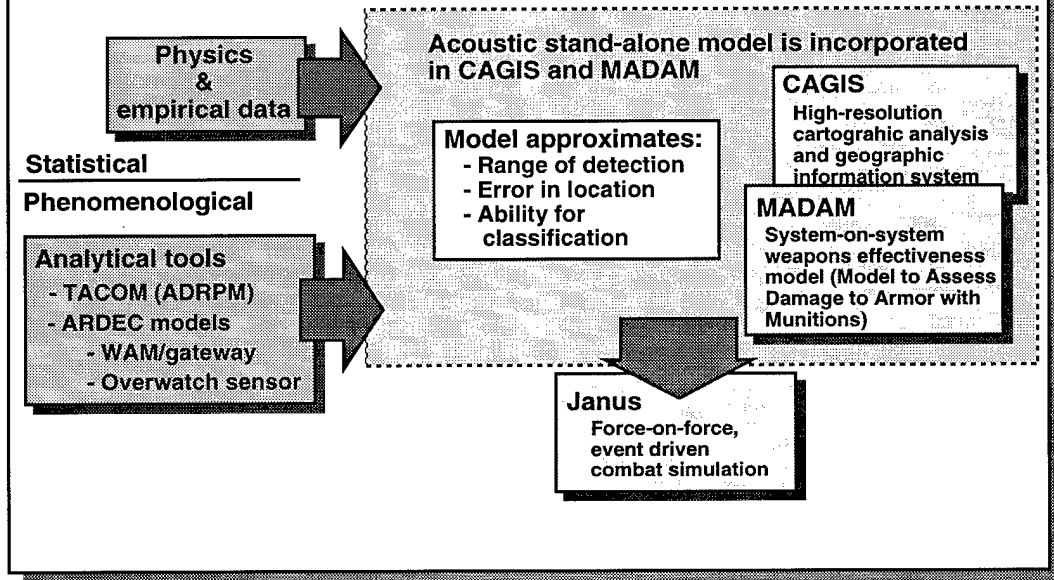 Physics
&
empirical data
Statistical
Phenomenological
Analytical tools
- TACOM (ADRPM)
- ARDEC models
- WAM/gateway
- Overwatch sensor
Acoustic stand-alone model is incorporated
in CAGIS and MADAM
Model approximates:
- Range of detection
- Error in location
- Ability for
classification
CAGIS
High-resolution
cartograhic analysis
and geographic
information system
MADAM
System-on-system
weapons effectiveness
model (Model to Assess
Damage to Armor with
Munitions)
Janus
Force-on-force,
event driven
combat simulation